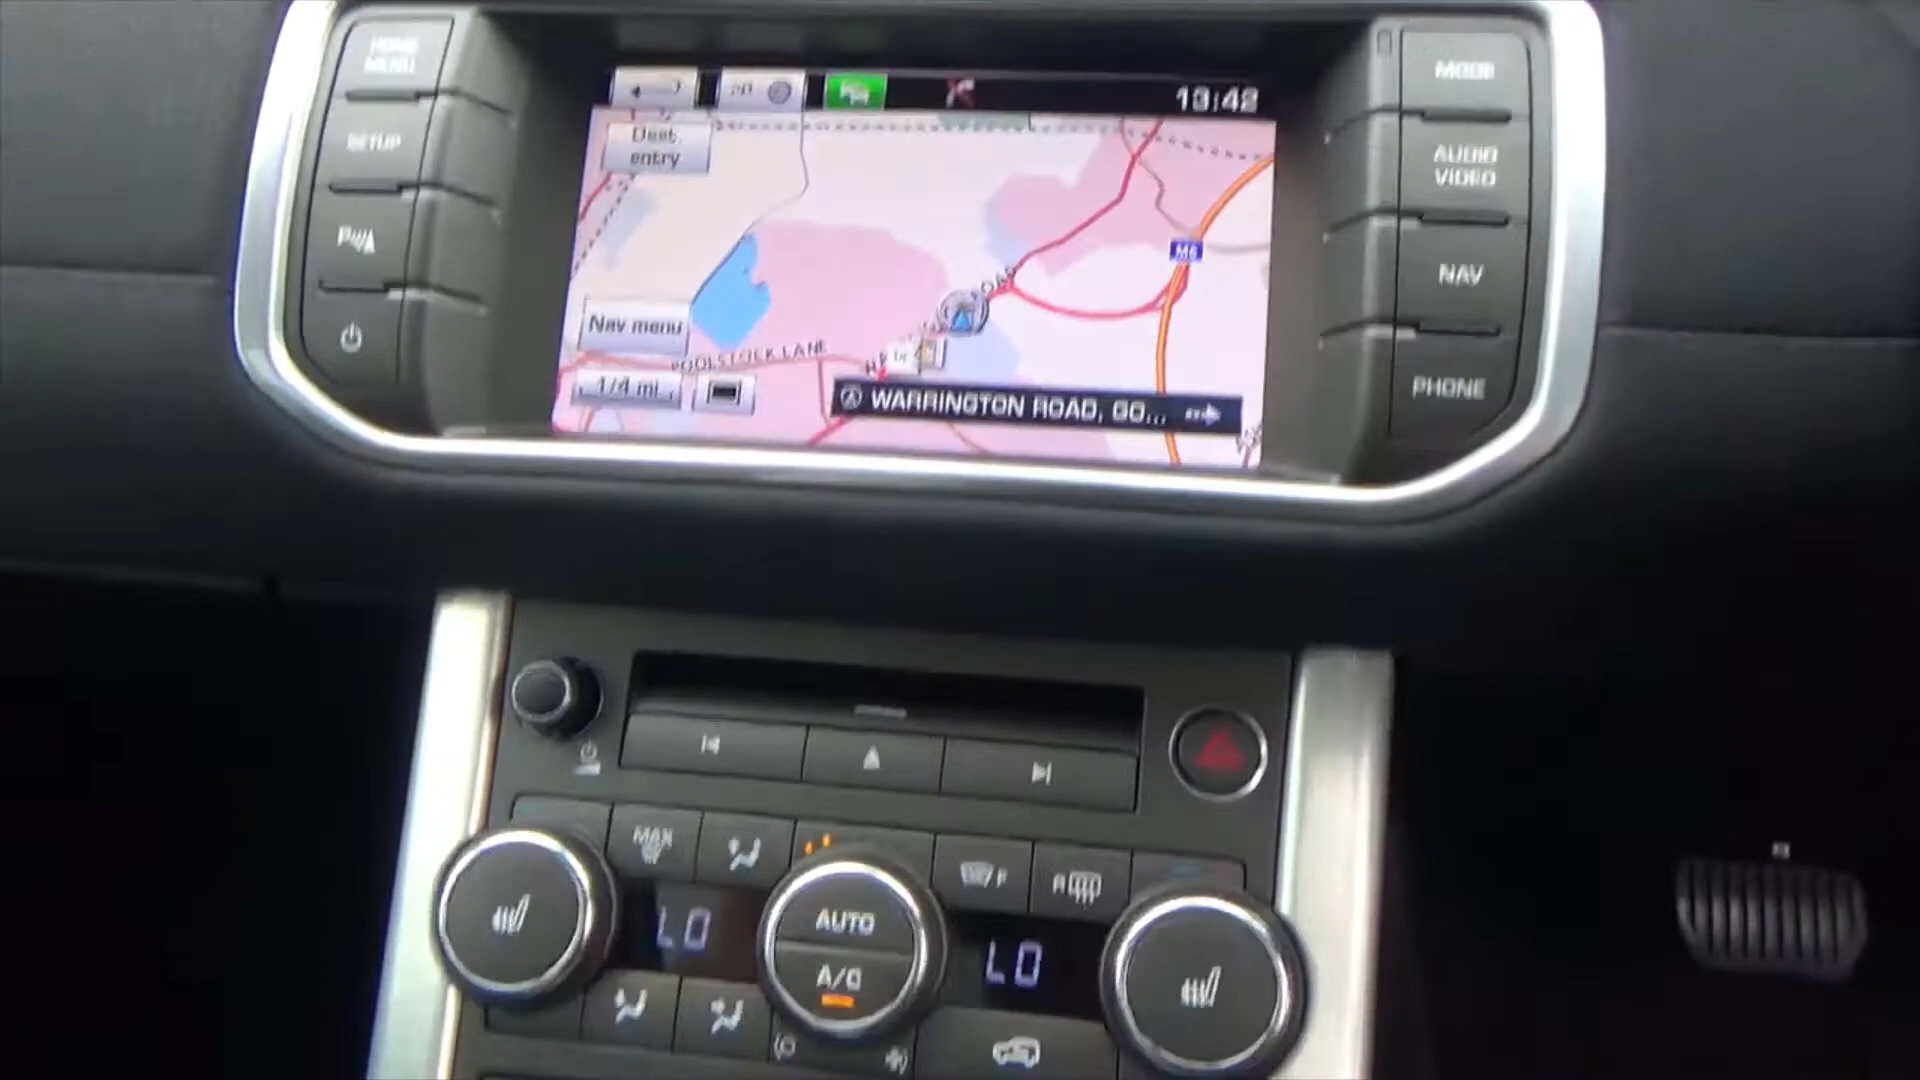 HOME
MENU
SETUP
2D
13:42
Dest.
entry
M6
Nav menu
POOLSTOCK LANE
1/4 mi
WARRINGTON ROAD, GO...
MODE
AUDIO
VIDEO
NAV
PHONE
MAX
F
R
LO
AUTO
A/C
LO